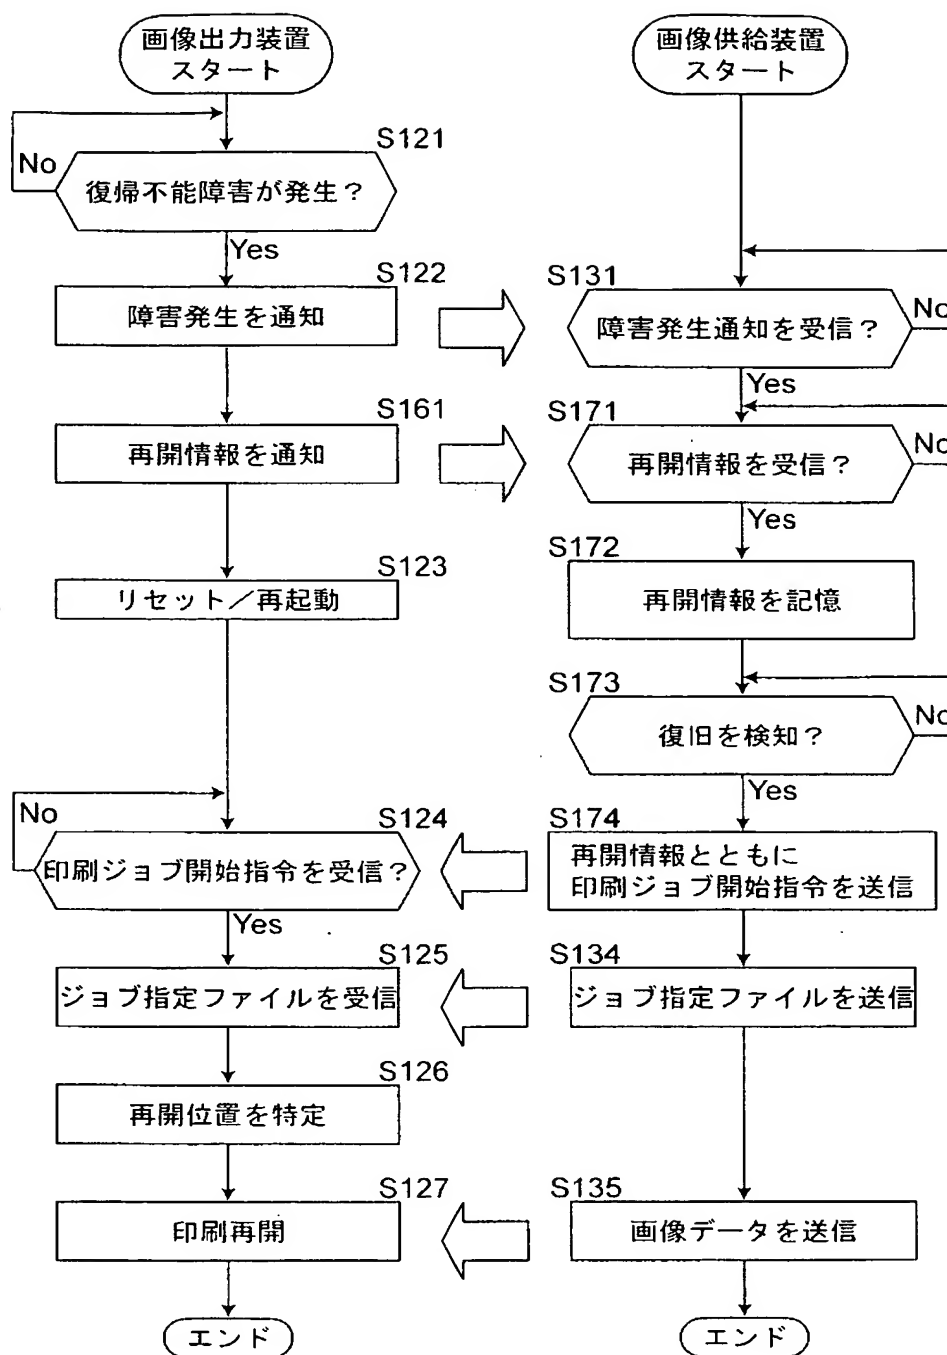 画像出力装置
スタート
S121
No
復帰不能障害が発生？
Yes
S122
障害発生を通知
S161
再開情報を通知
S123
リセット／再起動
No
S124
印刷ジョブ開始指令を受信？
Yes
S125
ジョブ指定ファイルを受信
S126
再開位置を特定
S127
印刷再開
エンド
画像供給装置
スタート
S131
No
障害発生通知を受信？
Yes
S171
No
再開情報を受信？
Yes
S172
再開情報を記憶
S173
No
復旧を検知？
Yes
S174
再開情報とともに
印刷ジョブ開始指令を送信
S134
ジョブ指定ファイルを送信
S135
画像データを送信
エンド